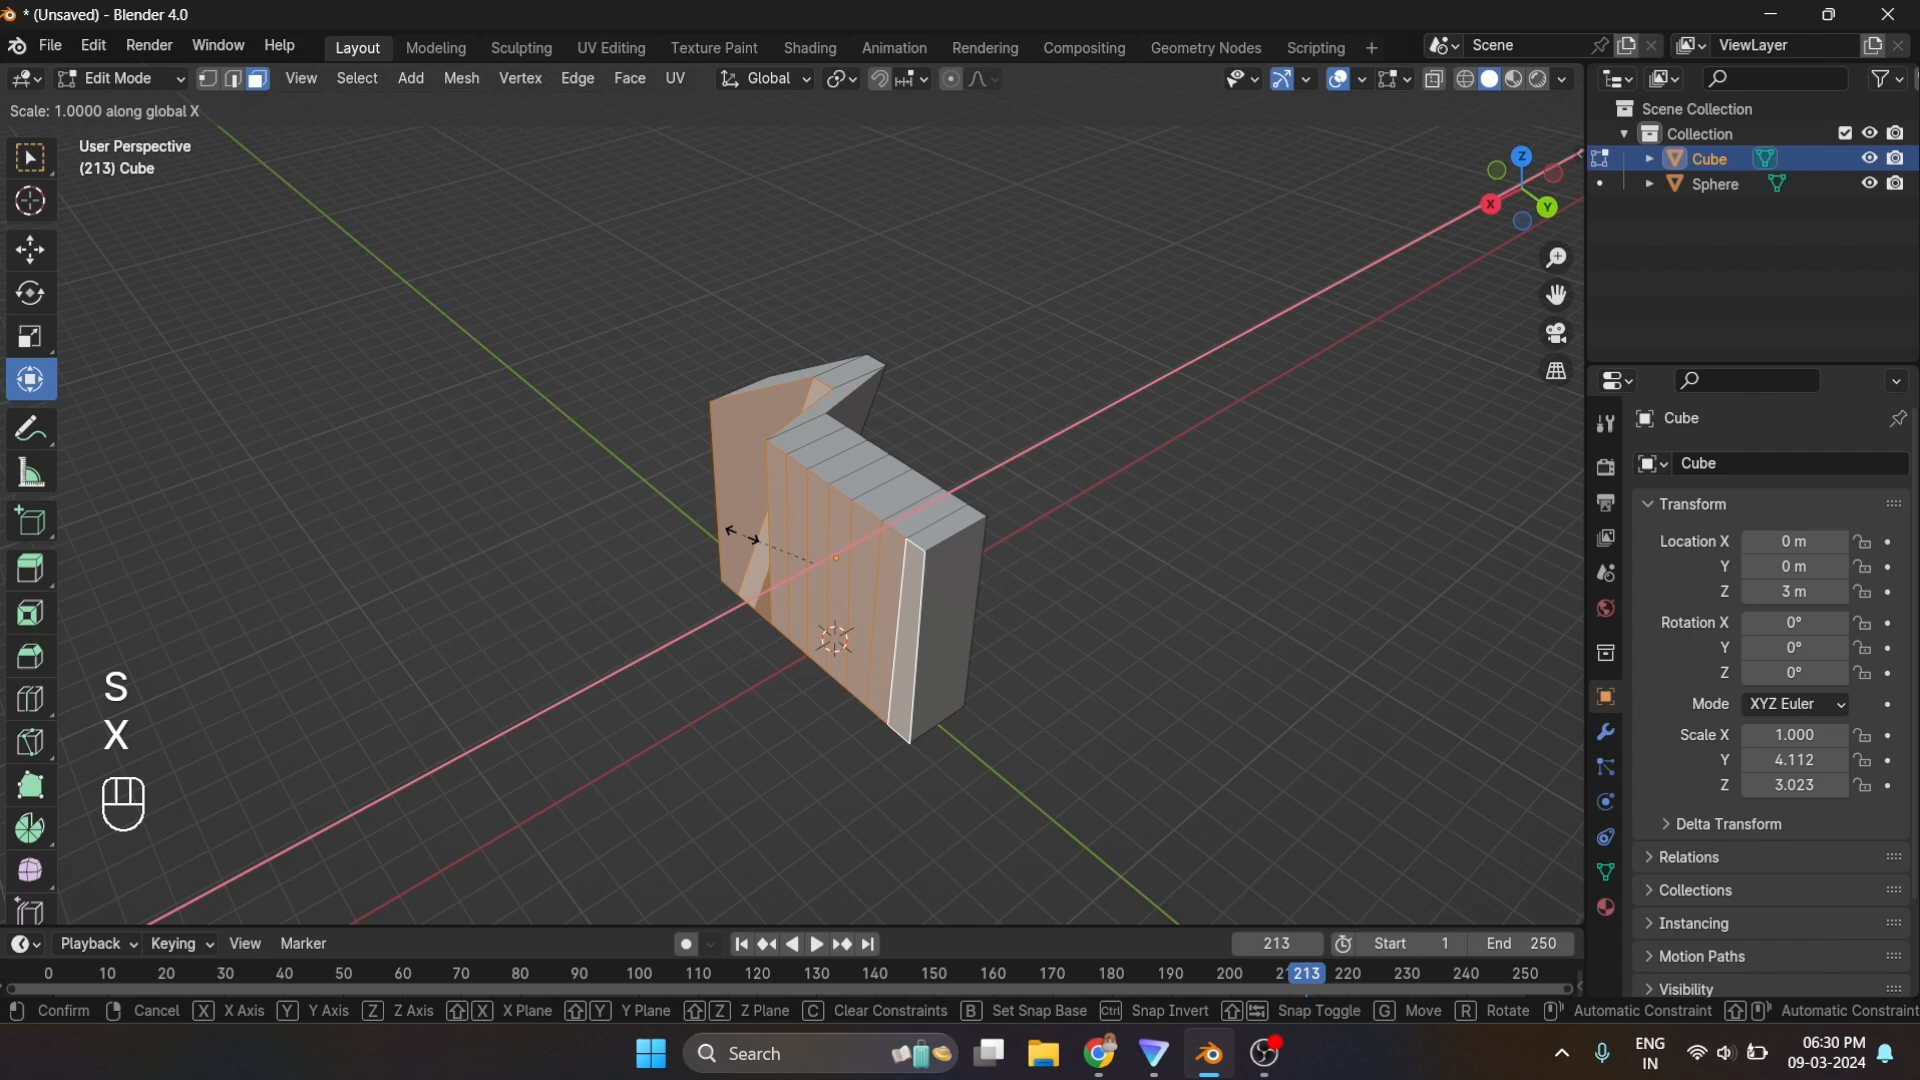 * (Unsaved) - Blender 4.0
File Edit Render Window Help Layout Modeling Sculpting UV Editing Texture Paint Shading Animation Rendering Compositing Geometry Nodes Scripting + Scene ViewLayer
Edit Mode View Select Add Mesh Vertex Edge Face UV Global
Scale: 1.0000 along global X
User Perspective
(213) Cube
Z
X
Y
S
X
Scene Collection
Collection
Cube
Sphere
Cube
Cube
Transform
Location X 0 m
Y 0 m
Z 3 m
Rotation X 0°
Y 0°
Z 0°
Mode XYZ Euler
Scale X 1.000
Y 4.112
Z 3.023
Delta Transform
Relations
Collections
Instancing
Motion Paths
Visibility
Playback Keying View Marker 213 Start 1 End 250
0 10 20 30 40 50 60 70 80 90 100 110 120 130 140 150 160 170 180 190 200 213 220 230 240 250
Confirm Cancel X X Axis Y Y Axis Z Z Axis X X Plane Y Y Plane Z Z Plane C Clear Constraints B Set Snap Base Ctrl Snap Invert Snap Toggle G Move R Rotate Automatic Constraint Automatic Constraint
Search
ENG
IN
06:30 PM
09-03-2024